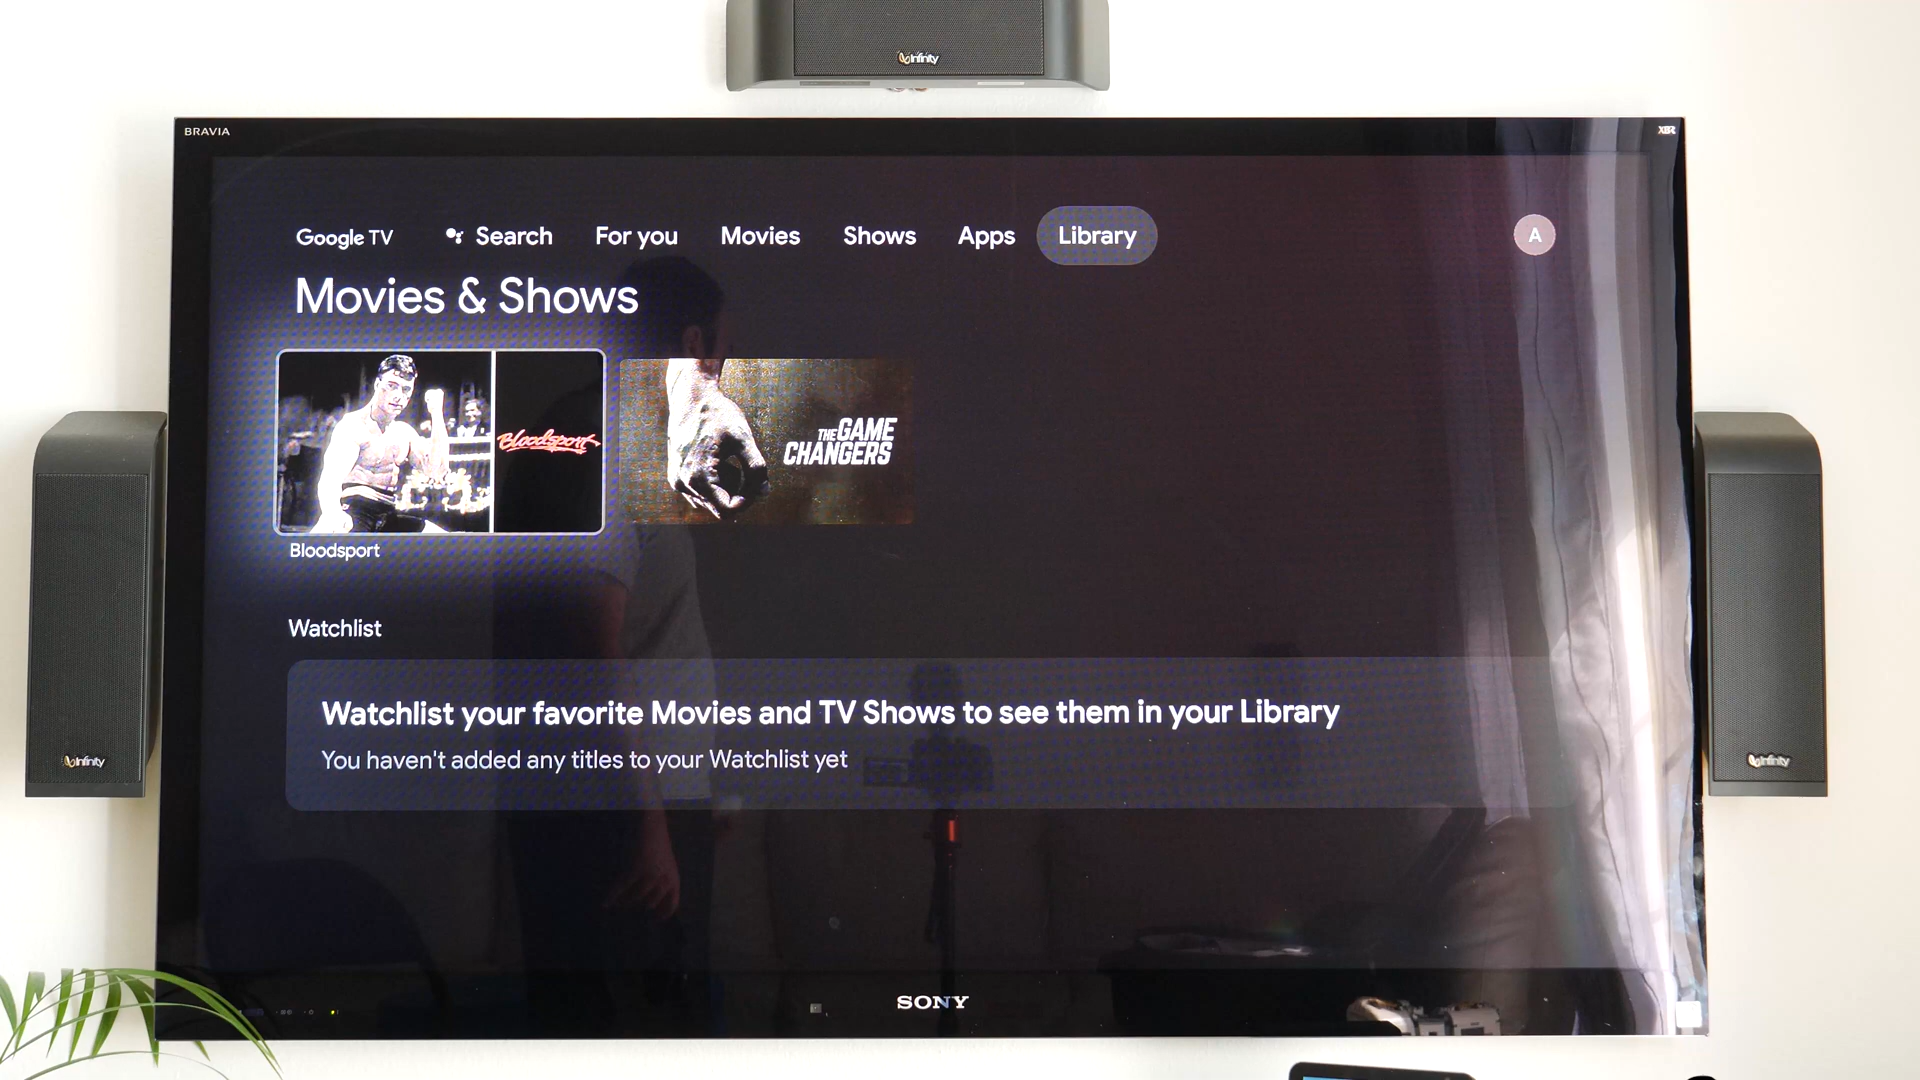 Infinity
BRAVIA
XBR
Google TV Search For you Movies Shows Apps Library A
Movies & Shows
Bloodsport
THE GAME
CHANGERS
Bloodsport
Watchlist
Watchlist your favorite Movies and TV Shows to see them in your Library
You haven't added any titles to your Watchlist yet
Infinity
Infinity
SONY